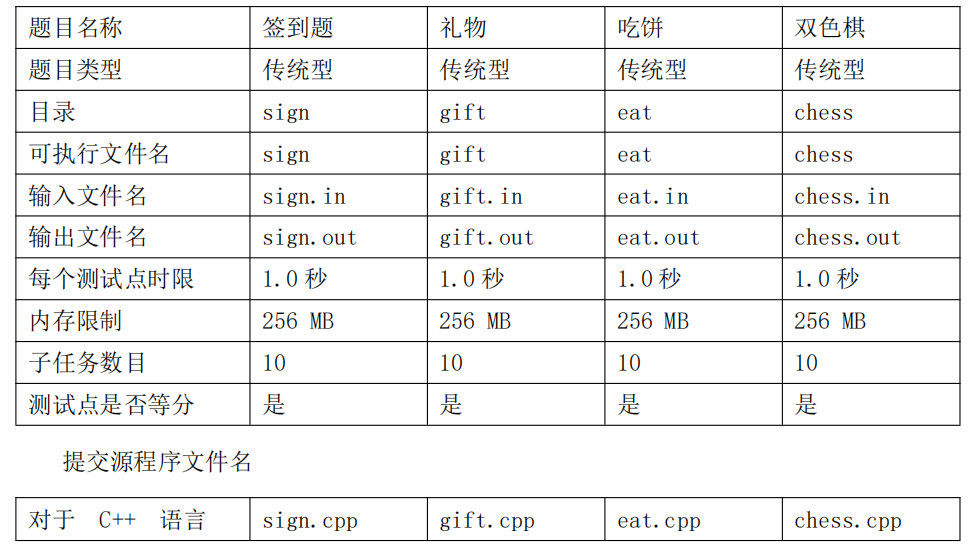 题目名称 签到题 礼物 吃饼 双色棋
题目类型 传统型 传统型 传统型 传统型
目录 sign gift eat chess
可执行文件名 sign gift eat chess
输入文件名 sign.in gift.in eat.in chess.in
输出文件名 sign.out gift.out eat.out chess.out
每个测试点时限 1.0秒 1.0秒 1.0秒 1.0秒
内存限制 256 MB 256 MB 256 MB 256 MB
子任务数目 10 10 10 10
测试点是否等分 是 是 是 是
提交源程序文件名
对于 C++ 语言 sign.cpp gift.cpp eat.cpp chess.cpp